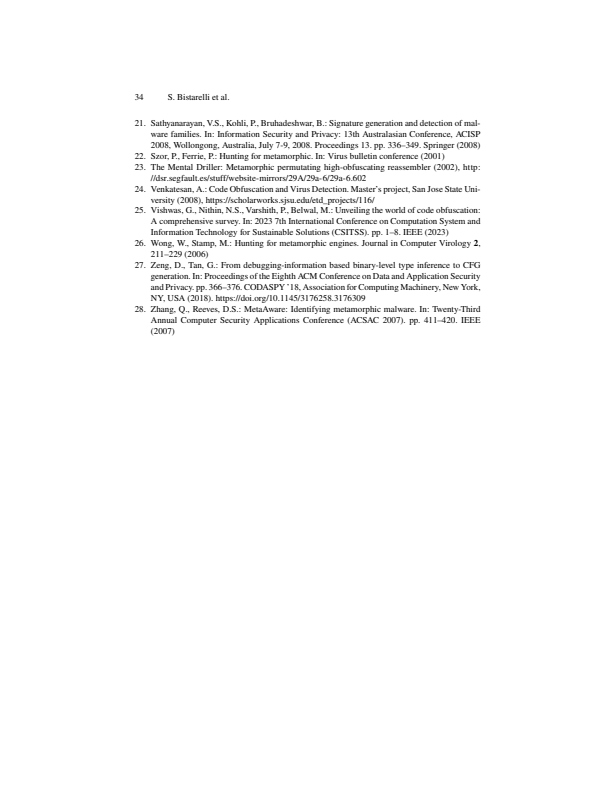 34 S. Bistarelli et al.
21. Sathyanarayan, V.S., Kohli, P., Bruhadeshwar, B.: Signature generation and detection of mal-
ware families. In: Information Security and Privacy: 13th Australasian Conference, ACISP
2008, Wollongong, Australia, July 7-9, 2008. Proceedings 13. pp. 336–349. Springer (2008)
22. Szor, P., Ferrie, P.: Hunting for metamorphic. In: Virus bulletin conference (2001)
23. The Mental Driller: Metamorphic permutating high-obfuscating reassembler (2002), http:
//dsr.segfault.es/stuff/website-mirrors/29A/29a-6/29a-6.602
24. Venkatesan, A.: Code Obfuscation and Virus Detection. Master's project, San Jose State Uni-
versity (2008), https://scholarworks.sjsu.edu/etd_projects/116/
25. Vishwas, G., Nithin, N.S., Varshith, P., Belwal, M.: Unveiling the world of code obfuscation:
A comprehensive survey. In: 2023 7th International Conference on Computation System and
Information Technology for Sustainable Solutions (CSITSS). pp. 1–8. IEEE (2023)
26. Wong, W., Stamp, M.: Hunting for metamorphic engines. Journal in Computer Virology 2,
211–229 (2006)
27. Zeng, D., Tan, G.: From debugging-information based binary-level type inference to CFG
generation. In: Proceedings of the Eighth ACM Conference on Data and Application Security
and Privacy. pp. 366–376. CODASPY '18, Association for Computing Machinery, New York,
NY, USA (2018). https://doi.org/10.1145/3176258.3176309
28. Zhang, Q., Reeves, D.S.: MetaAware: Identifying metamorphic malware. In: Twenty-Third
Annual Computer Security Applications Conference (ACSAC 2007). pp. 411–420. IEEE
(2007)